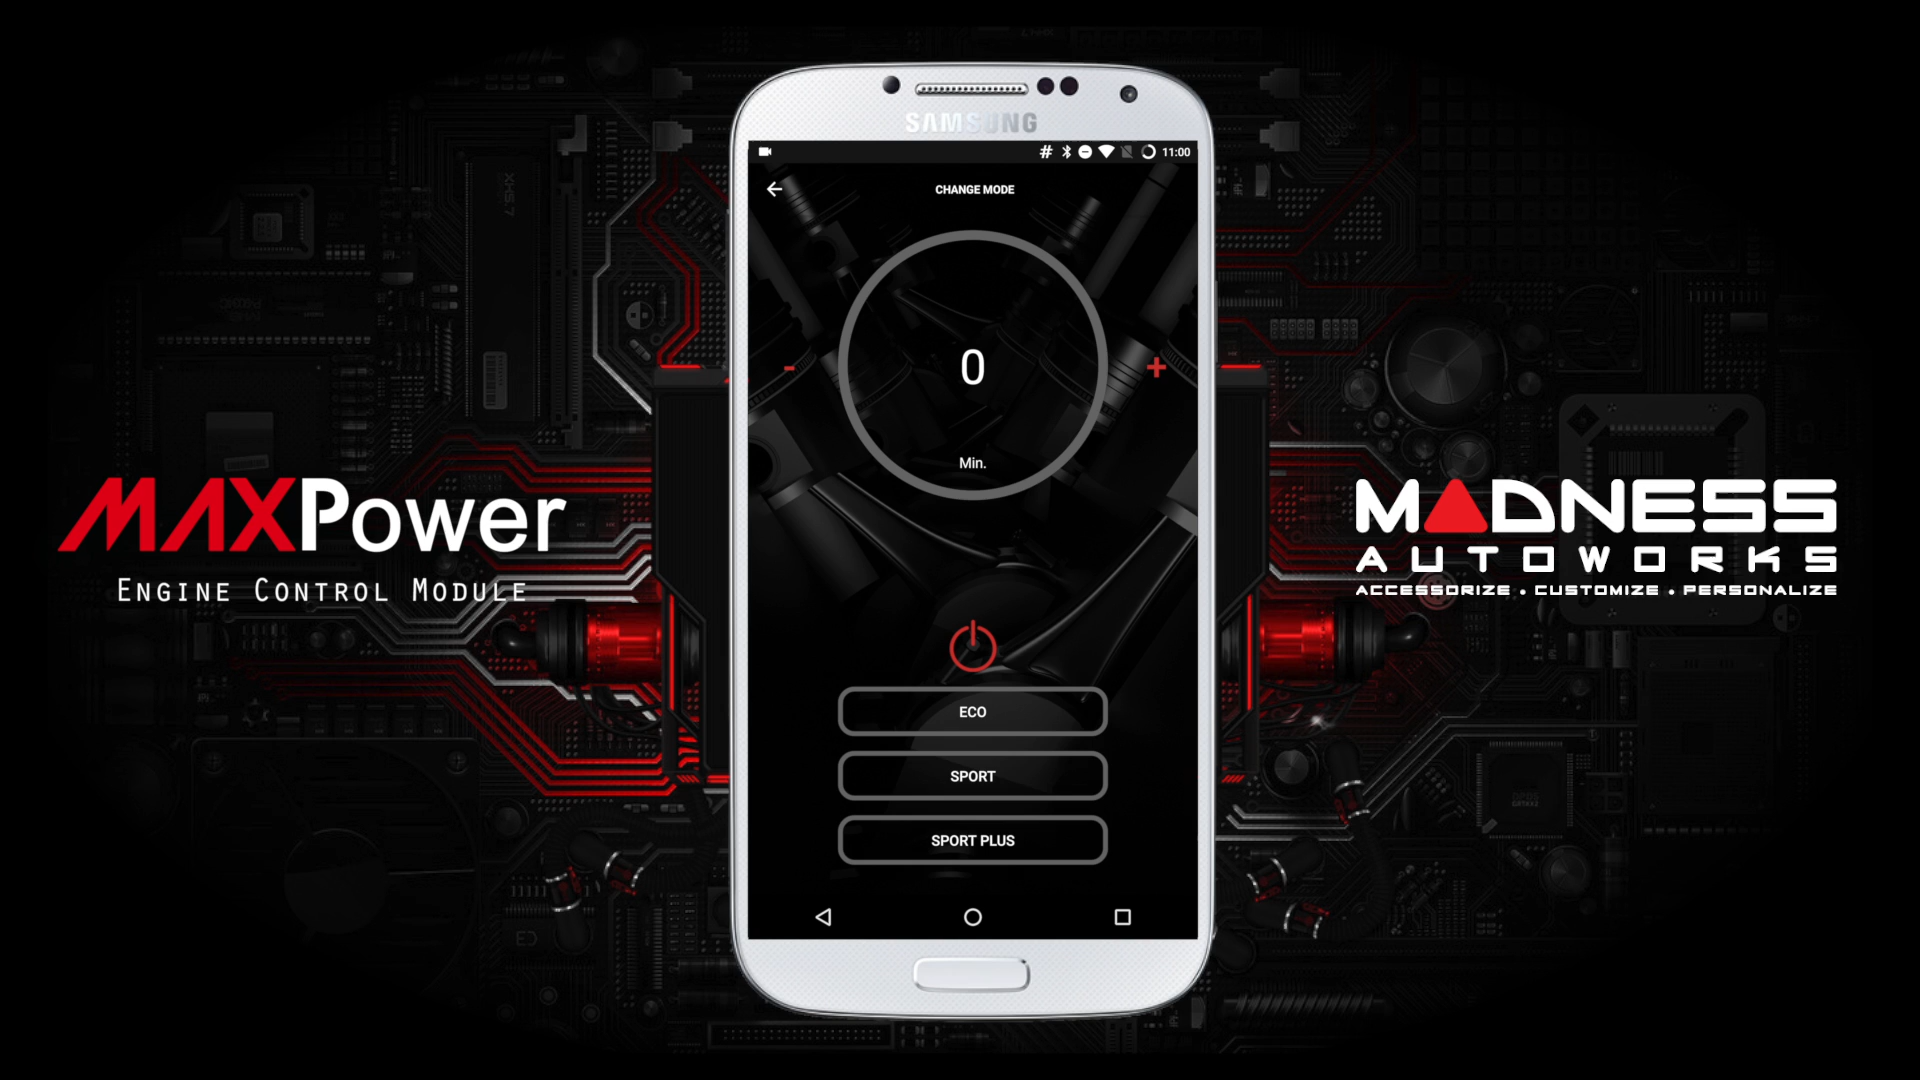 SAMSUNG
11:00
CHANGE MODE
-
0
+
Min.
MAXPower
ENGINE CONTROL MODULE
MADNESS
AUTOWORKS
ACCESSORIZE • CUSTOMIZE • PERSONALIZE
ECO
SPORT
SPORT PLUS